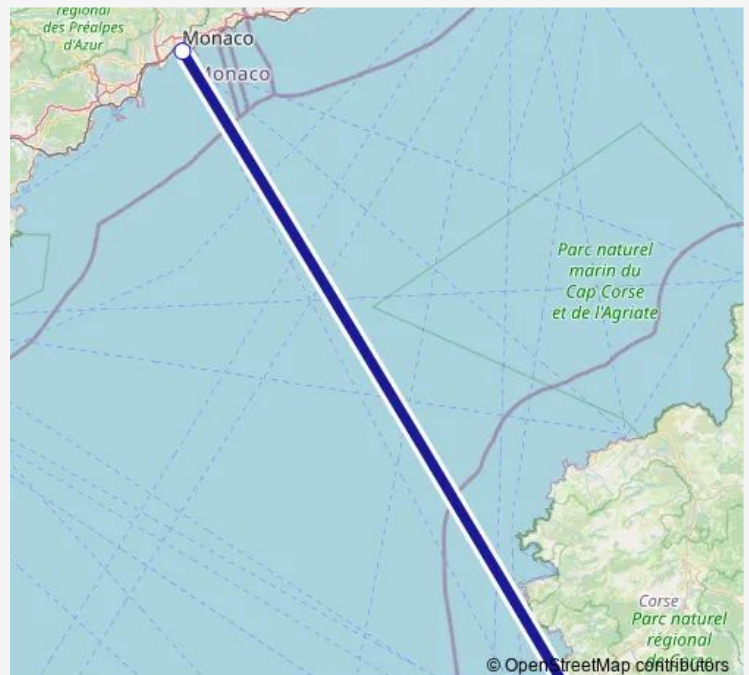 régional
des Préalpes
d'Azur
Monaco
Monaco
Parc naturel
marin du
Cap Corse
et de l'Agriate
Corse
Parc naturel
régional
© OpenStreetMap contributors